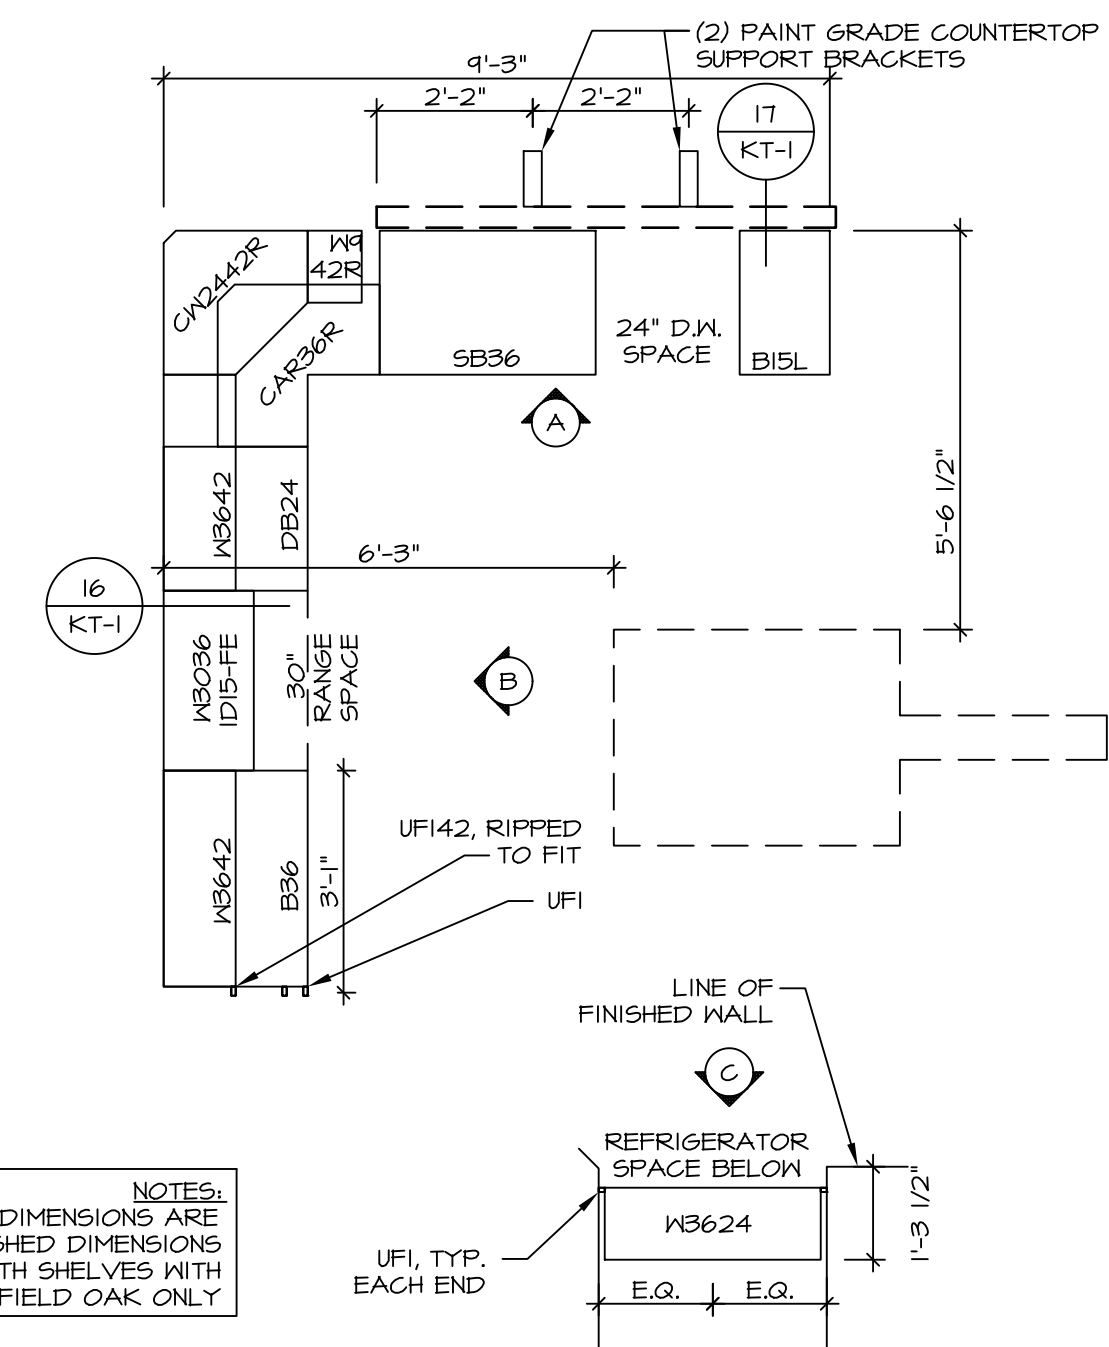 (2) PAINT GRADE COUNTERTOP
SUPPORT BRACKETS
9'-3"
2'-2"
2'-2"
17
KT-1
CW2442R
W9
42R
CAR36R
SB36
24" D.W.
SPACE
B15L
A
5'-6 1/2"
W3642
DB24
6'-3"
16
KT-1
W3036
1D15-FE
30"
RANGE
SPACE
B
W3642
B36
3'-1"
UF142, RIPPED
TO FIT
UF1
LINE OF
FINISHED WALL
C
REFRIGERATOR
SPACE BELOW
W3624
1'-3 1/2"
UF1, TYP.
EACH END
E.Q.
E.Q.
NOTES:
DIMENSIONS ARE
SHED DIMENSIONS
TH SHELVES WITH
FIELD OAK ONLY